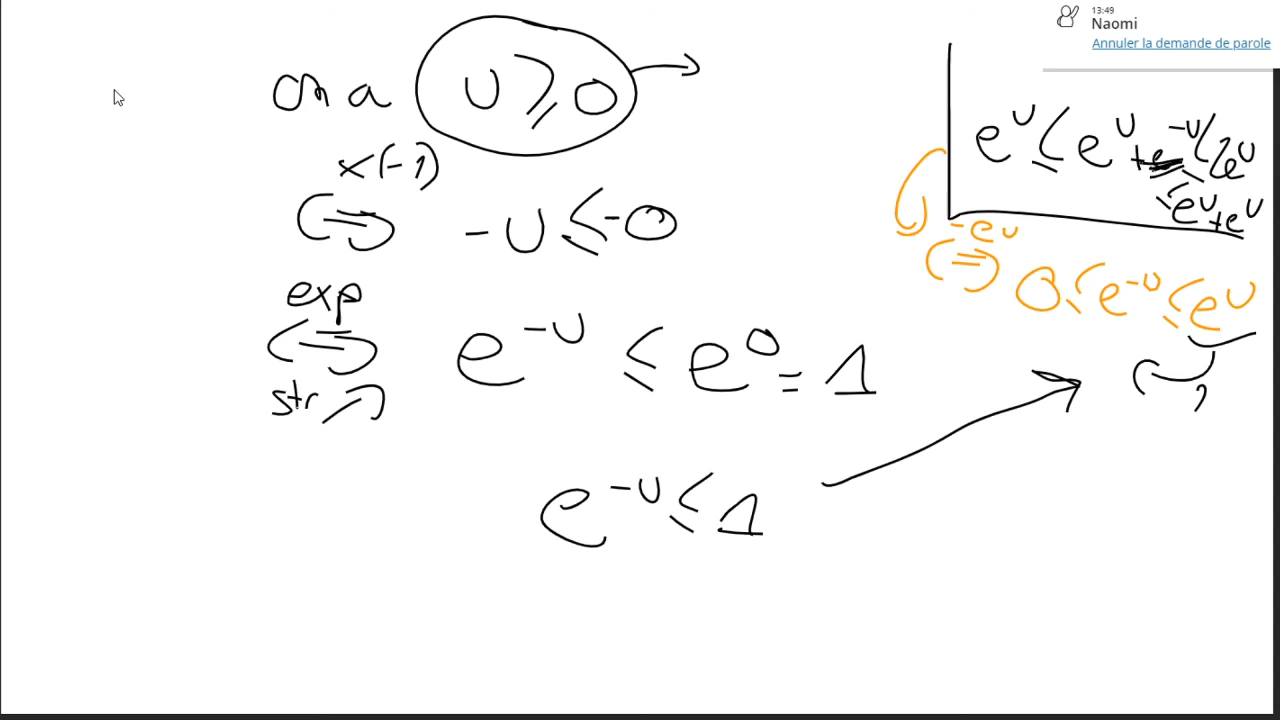 13:49
Naomi
Annuler la demande de parole
on a u ⩾ 0
×(-1)
⟺ -u ≤ -0
exp
⟺ e^{-u} ≤ e^0 = 1
str ↗
e^{-u} ≤ 1
e^u ≤ e^u + e^{-u} ≤ 2e^u
≤ e^u + e^u
-e^u
⟺ 0 ≤ e^{-u} ≤ e^u